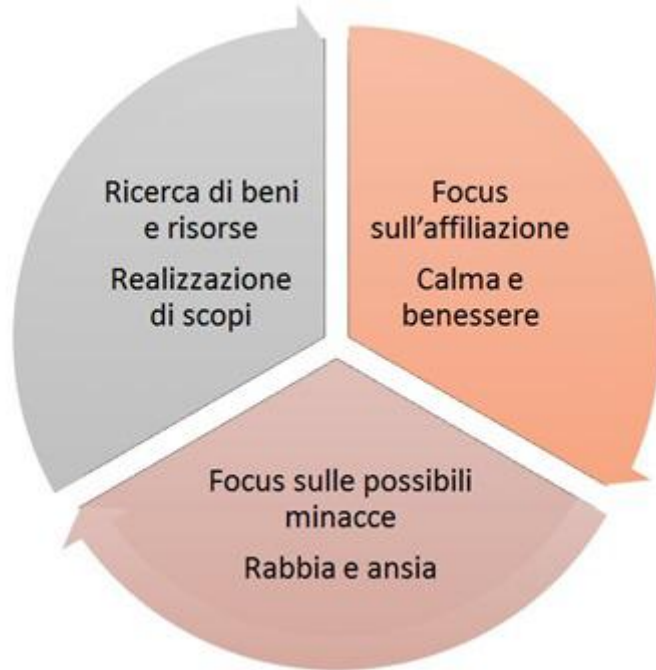 Ricerca di beni
e risorse
Realizzazione
di scopi
Focus
sull'affiliazione
Calma e
benessere
Focus sulle possibili
minacce
Rabbia e ansia